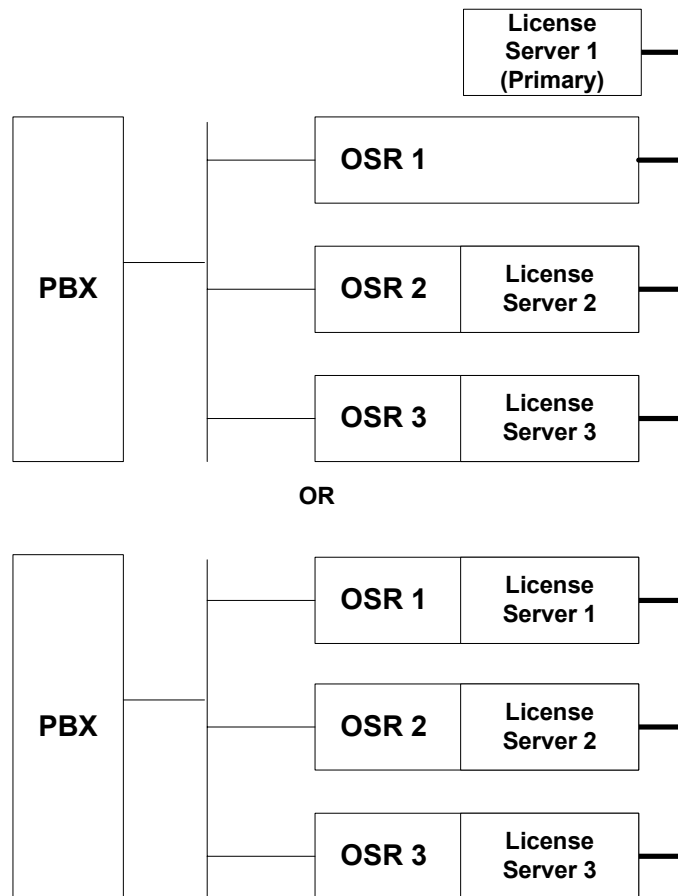 License
Server 1
(Primary)
OSR 1
PBX
OSR 2
License
Server 2
OSR 3
License
Server 3
OR
OSR 1
License
Server 1
PBX
OSR 2
License
Server 2
OSR 3
License
Server 3